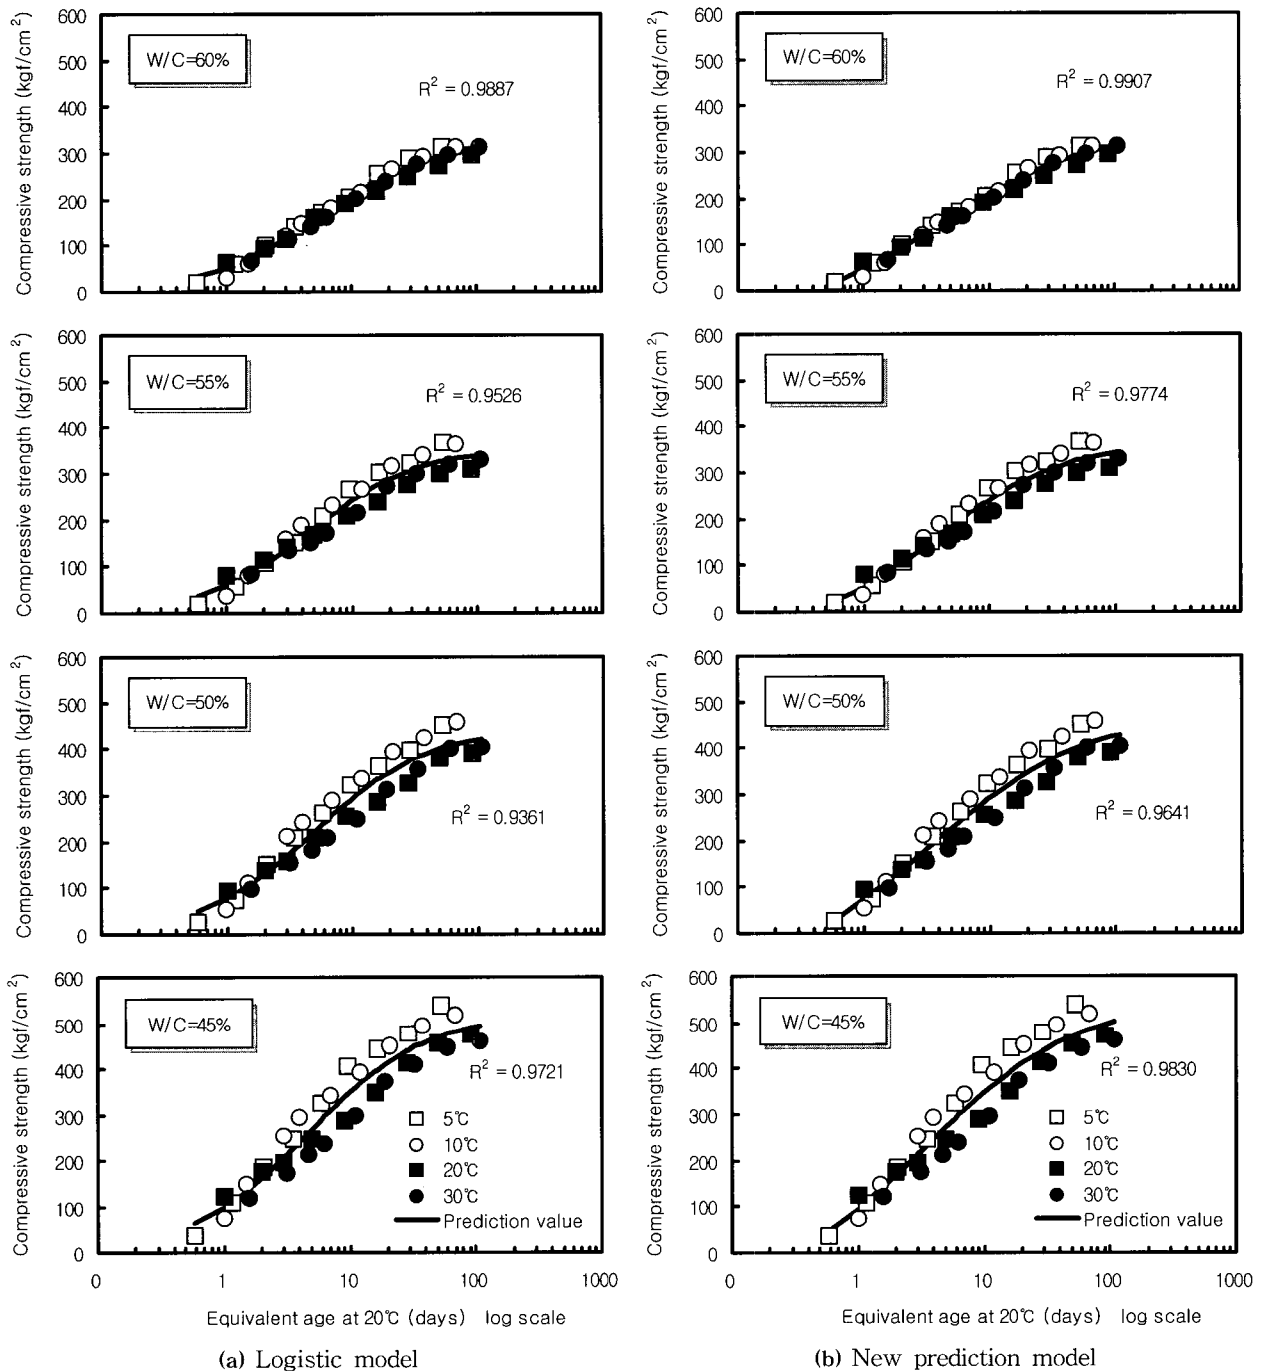 Compressive strength (kgf/cm²)
600
500
400
300
200
100
0
W/C=60%
R² = 0.9887
Compressive strength (kgf/cm²)
600
500
400
300
200
100
0
W/C=60%
R² = 0.9907
Compressive strength (kgf/cm²)
600
500
400
300
200
100
0
W/C=55%
R² = 0.9526
Compressive strength (kgf/cm²)
600
500
400
300
200
100
0
W/C=55%
R² = 0.9774
Compressive strength (kgf/cm²)
600
500
400
300
200
100
0
W/C=50%
R² = 0.9361
Compressive strength (kgf/cm²)
600
500
400
300
200
100
0
W/C=50%
R² = 0.9641
Compressive strength (kgf/cm²)
600
500
400
300
200
100
0
W/C=45%
R² = 0.9721
5℃
10℃
20℃
30℃
Prediction value
0 1 10 100 1000
Equivalent age at 20℃ (days) log scale
(a) Logistic model
Compressive strength (kgf/cm²)
600
500
400
300
200
100
0
W/C=45%
R² = 0.9830
5℃
10℃
20℃
30℃
Prediction value
0 1 10 100 1000
Equivalent age at 20℃ (days) log scale
(b) New prediction model